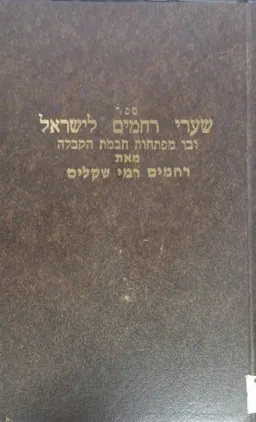 ספר
שערי רחמים לישראל
ובו מפתחות חכמת הקבלה
מאת
רחמים רמי שקלים